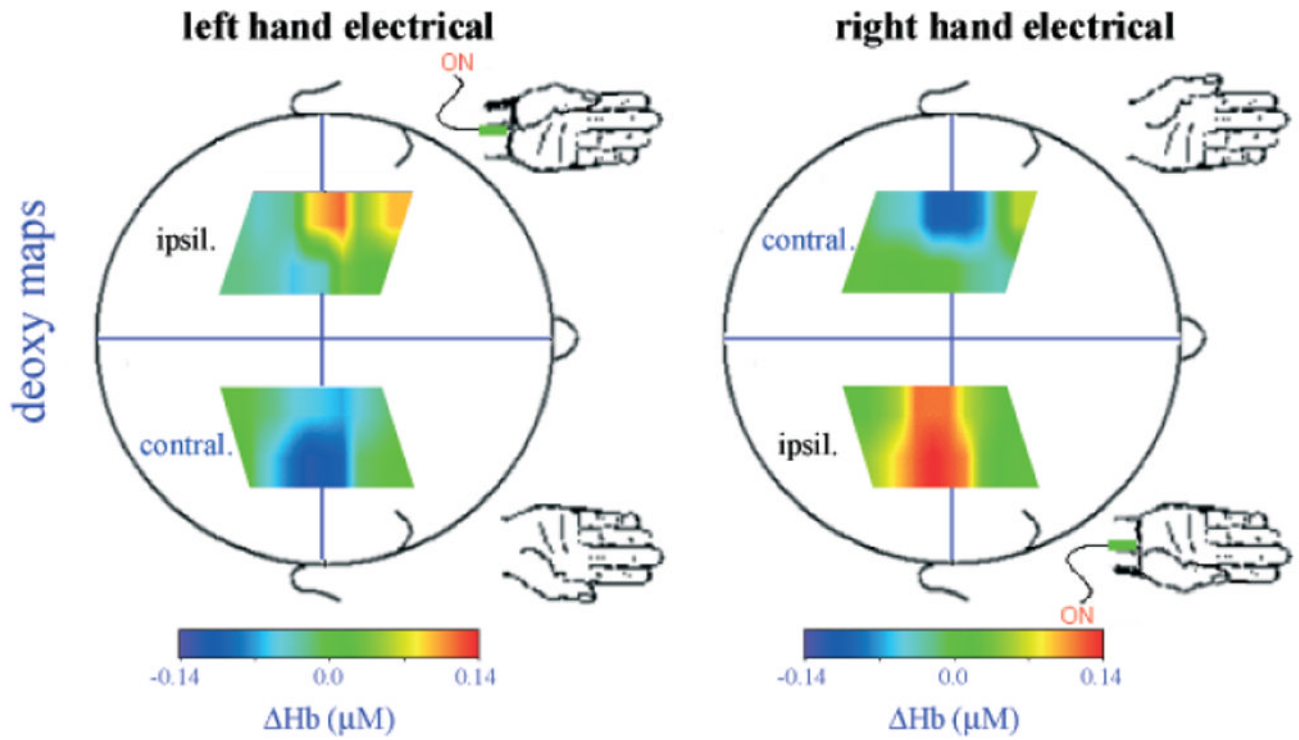 left hand electrical
right hand electrical
ON
deoxy maps
ipsil.
contral.
contral.
ipsil.
ON
-0.14 0.0 0.14
ΔHb (μM)
-0.14 0.0 0.14
ΔHb (μM)